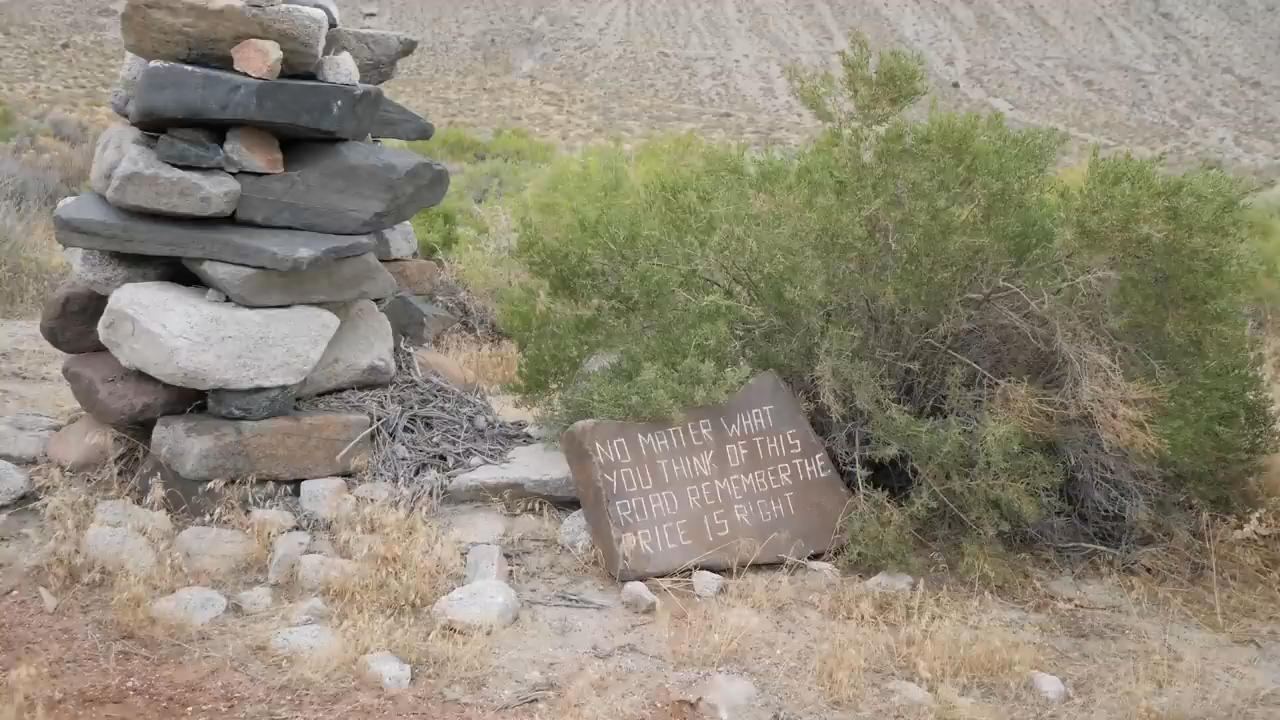 NO MATTER WHAT
YOU THINK OF THIS
ROAD REMEMBER THE
PRICE IS RIGHT